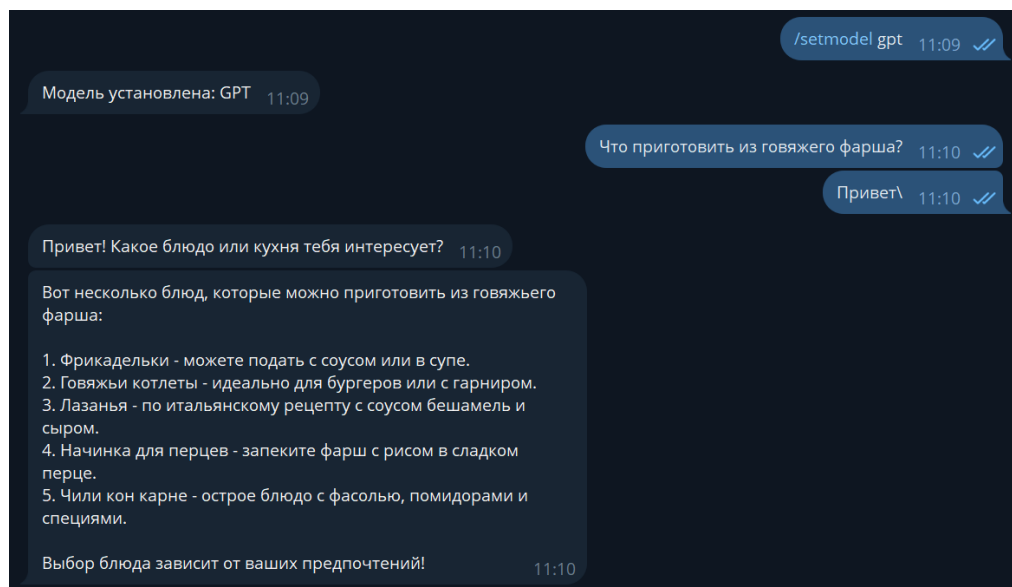 /setmodel gpt 11:09
Модель установлена: GPT 11:09
Что приготовить из говяжего фарша? 11:10
Привет\ 11:10
Привет! Какое блюдо или кухня тебя интересует? 11:10
Вот несколько блюд, которые можно приготовить из говяжьего
фарша:
1. Фрикадельки - можете подать с соусом или в супе.
2. Говяжьи котлеты - идеально для бургеров или с гарниром.
3. Лазанья - по итальянскому рецепту с соусом бешамель и
сыром.
4. Начинка для перцев - запеките фарш с рисом в сладком
перце.
5. Чили кон карне - острое блюдо с фасолью, помидорами и
специями.
Выбор блюда зависит от ваших предпочтений! 11:10